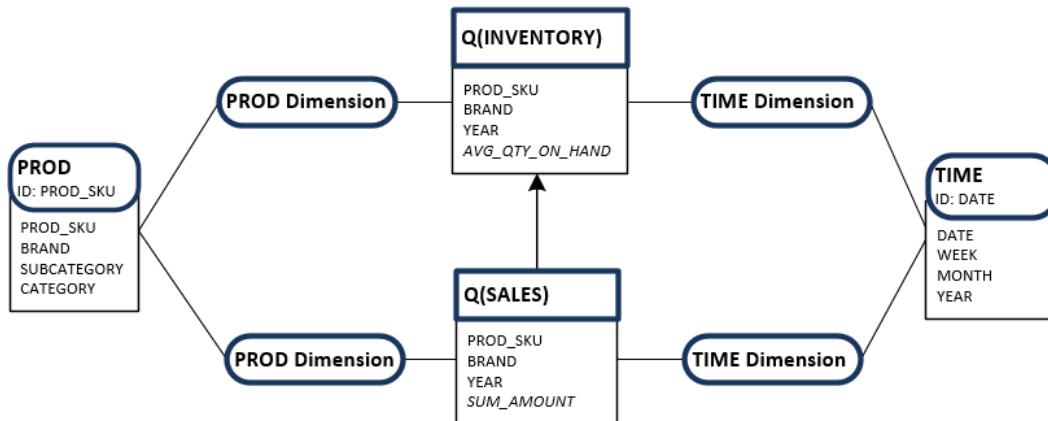 Q(INVENTORY)
PROD_SKU
BRAND
YEAR
AVG_QTY_ON_HAND
PROD Dimension
TIME Dimension
PROD
ID: PROD_SKU
PROD_SKU
BRAND
SUBCATEGORY
CATEGORY
TIME
ID: DATE
DATE
WEEK
MONTH
YEAR
Q(SALES)
PROD_SKU
BRAND
YEAR
SUM_AMOUNT
PROD Dimension
TIME Dimension